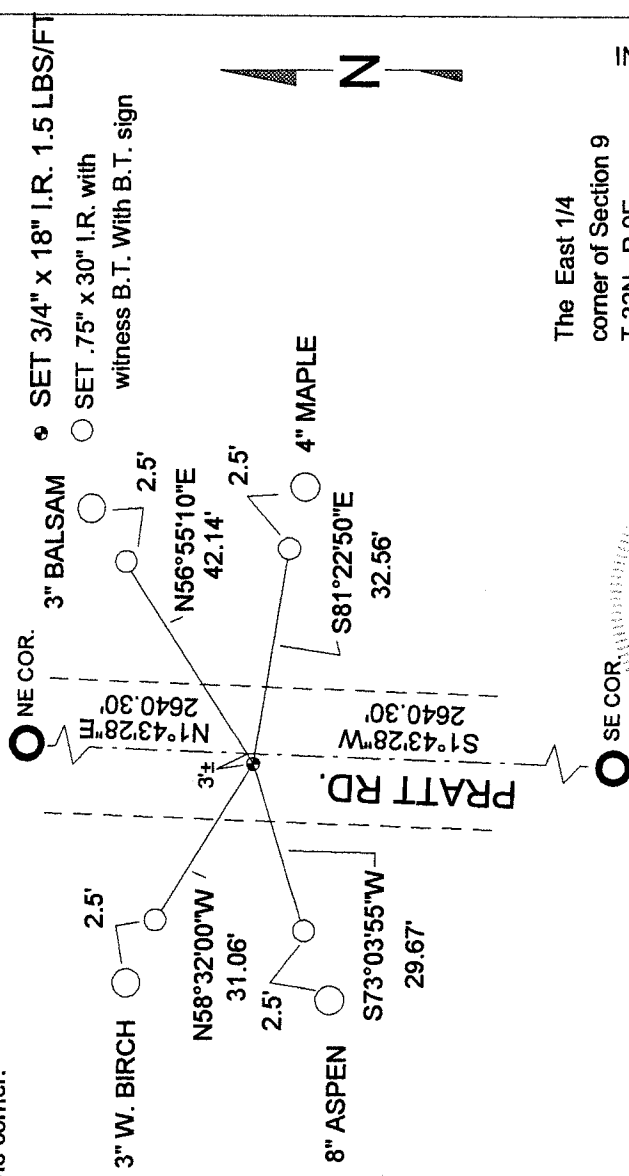 corner.
NE COR.
SET 3/4" x 18" I.R. 1.5 LBS/FT
SET .75" x 30" I.R. with
witness B.T. With B.T. sign
3" BALSAM
2.5'
N56°55'10"E
42.14'
N1°43'28"E
2640.30'
3'±
3" W. BIRCH
2.5'
N58°32'00"W
31.06'
N
2.5'
4" MAPLE
S81°22'50"E
32.56'
S1°43'28"W
2640.30'
PRATT RD.
2.5'
8" ASPEN
S73°03'55"W
29.67'
SE COR.
The East 1/4
corner of Section 9